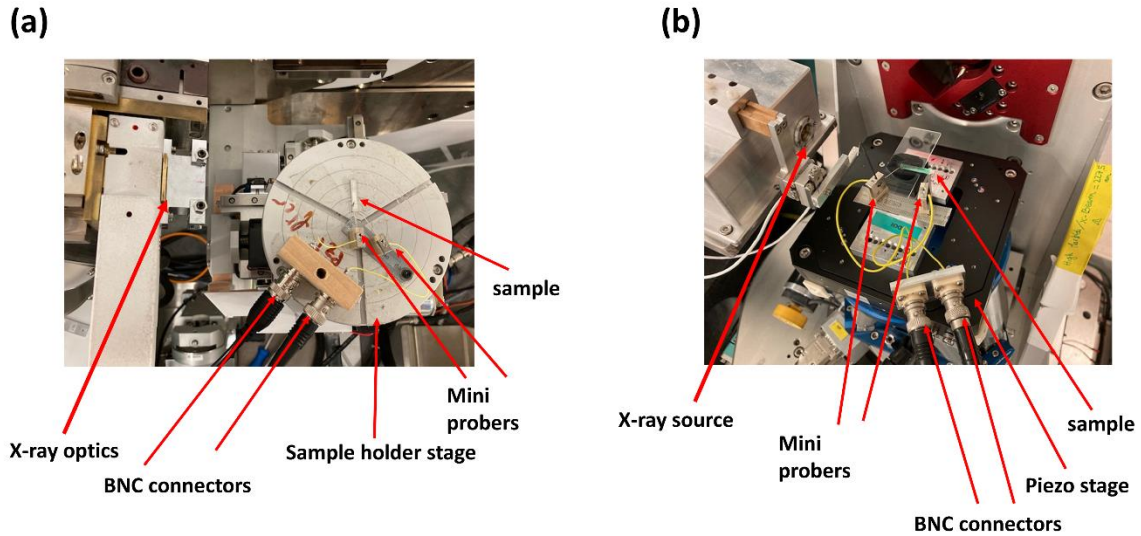 (a)
(b)
sample
Mini
probers
X-ray optics
Sample holder stage
BNC connectors
X-ray source
Mini
probers
sample
Piezo stage
BNC connectors